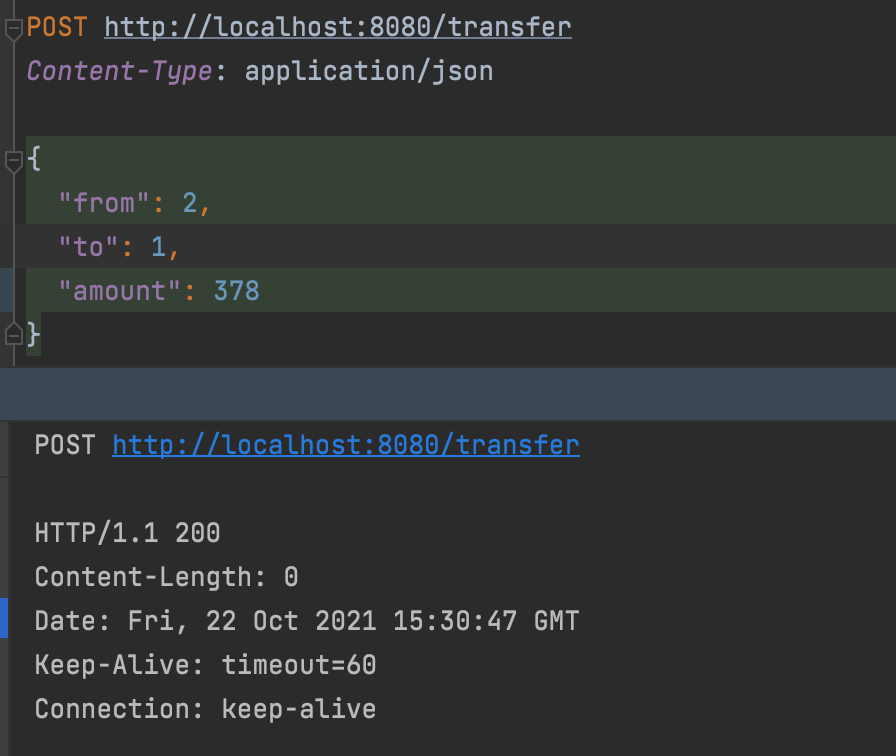 POST http://localhost:8080/transfer
Content-Type: application/json
{
"from": 2,
"to": 1,
"amount": 378
}
POST http://localhost:8080/transfer
HTTP/1.1 200
Content-Length: 0
Date: Fri, 22 Oct 2021 15:30:47 GMT
Keep-Alive: timeout=60
Connection: keep-alive